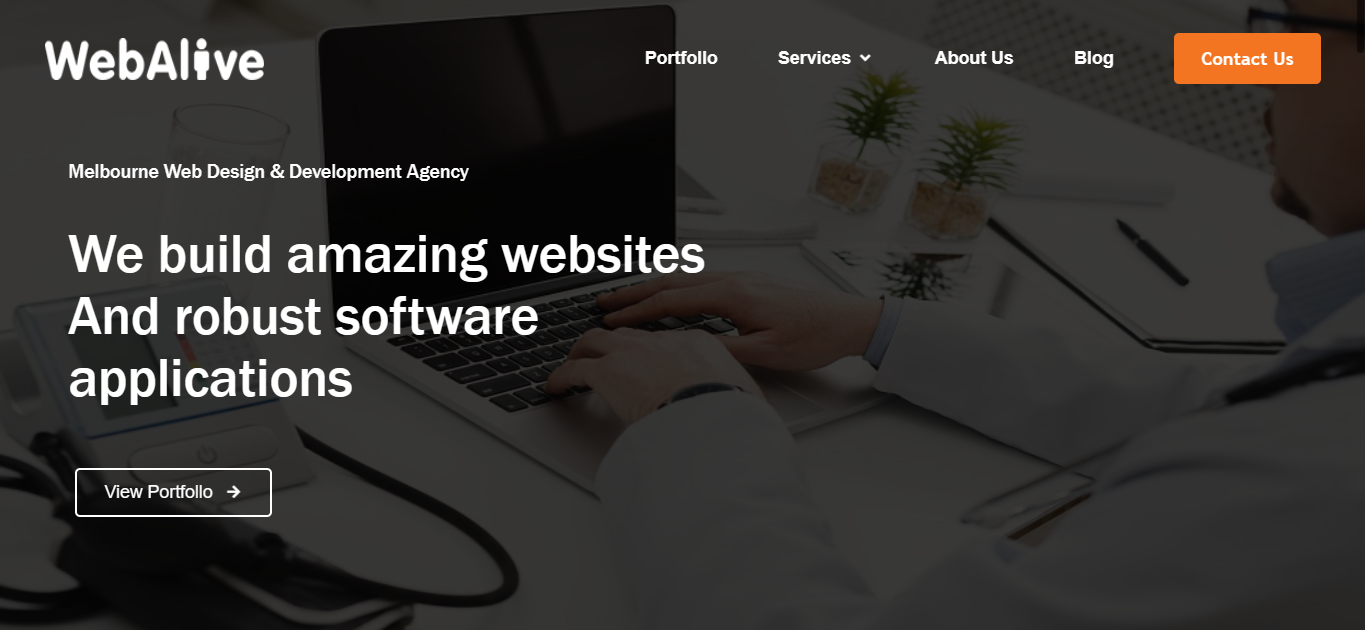 WebAlive
Portfolio
Services
About Us
Blog
Contact Us
Melbourne Web Design & Development Agency
We build amazing websites
And robust software
applications
View Portfolio